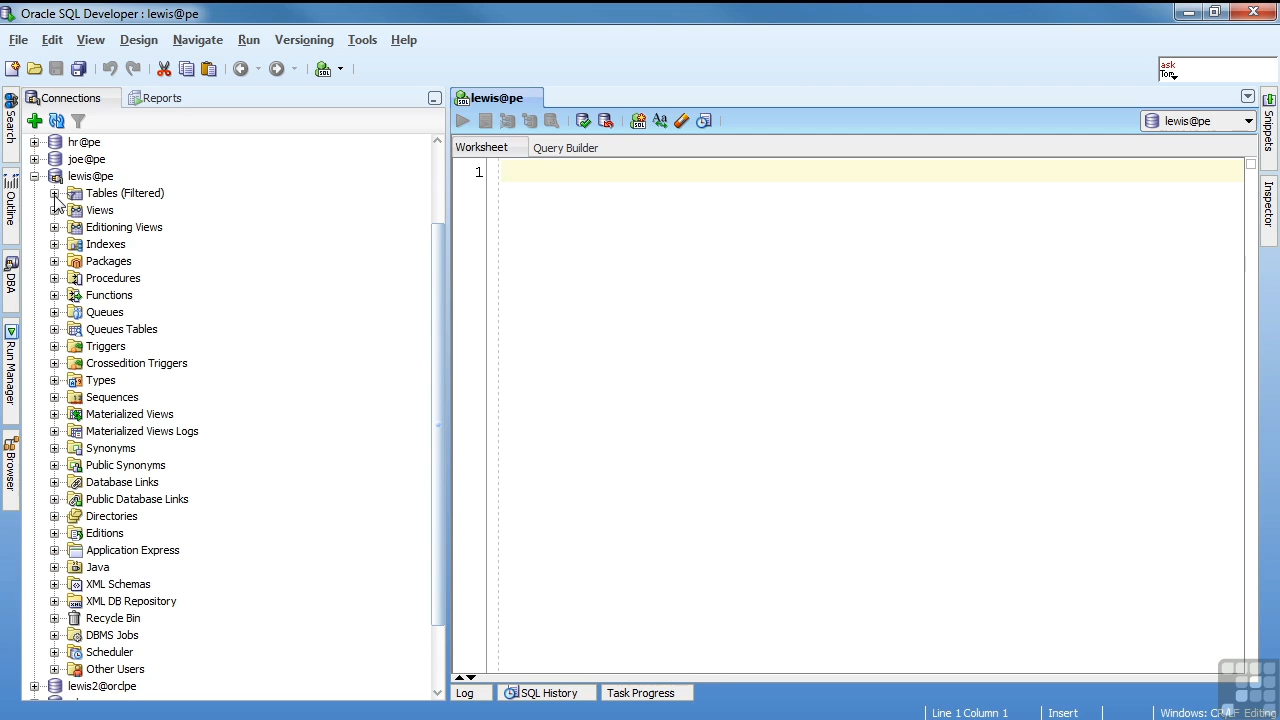 Oracle SQL Developer : lewis@pe
File Edit View Design Navigate Run Versioning Tools Help
ask
Tom
Connections
Reports
lewis@pe
Search
Outline
DBA
Run Manager
Browser
hr@pe
joe@pe
lewis@pe
Tables (Filtered)
Views
Editioning Views
Indexes
Packages
Procedures
Functions
Queues
Queues Tables
Triggers
Crossedition Triggers
Types
Sequences
Materialized Views
Materialized Views Logs
Synonyms
Public Synonyms
Database Links
Public Database Links
Directories
Editions
Application Express
Java
XML Schemas
XML DB Repository
Recycle Bin
DBMS Jobs
Scheduler
Other Users
lewis2@orclpe
lewis@pe
Worksheet
Query Builder
1
Snippets
Inspector
Log
SQL History
Task Progress
Line 1 Column 1
Insert
Windows: CR/LF Editing